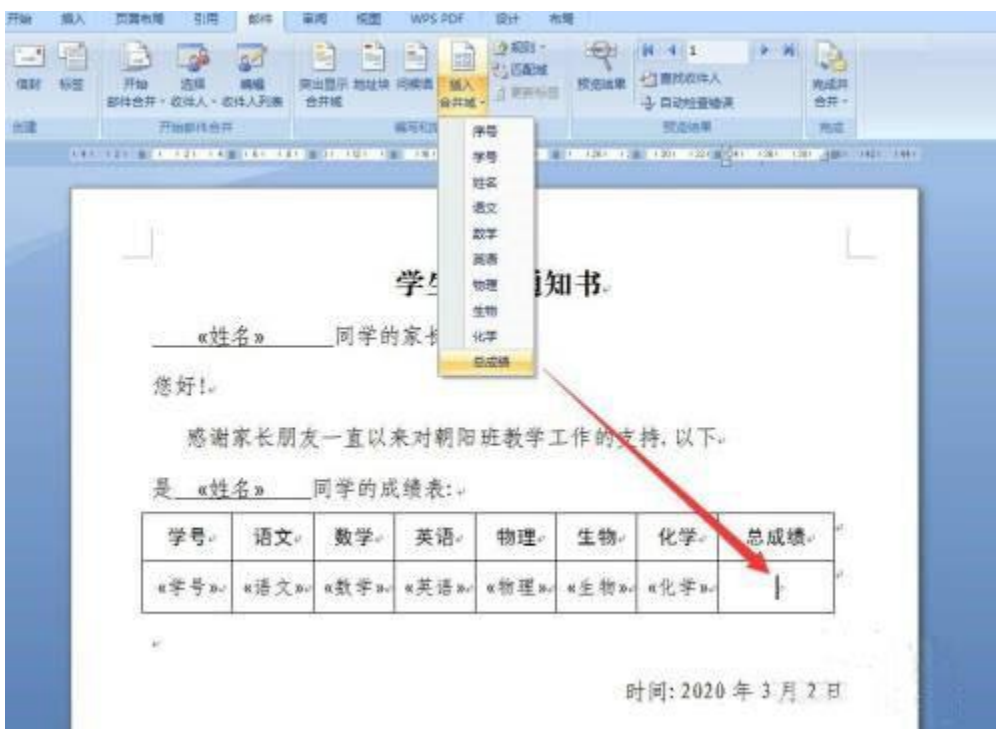 开始 插入 页面布局 引用 邮件 审阅 视图 WPS PDF 设计 布局
信封 标签 开始邮件合并 选择收件人 编辑收件人列表 突出显示合并域 地址块 问候语 插入合并域 规则 匹配域 更新标签 预览结果 1 查找收件人 自动检查错误 完成并合并
创建 开始邮件合并 预览结果 完成
序号
学号
姓名
语文
数学
英语
物理
生物
化学
总成绩
学生 通知书
«姓名» 同学的家长
您好!
感谢家长朋友一直以来对朝阳班教学工作的支持,以下
是 «姓名» 同学的成绩表:
学号 语文 数学 英语 物理 生物 化学 总成绩
«学号» «语文» «数学» «英语» «物理» «生物» «化学»
时间:2020 年 3 月 2 日